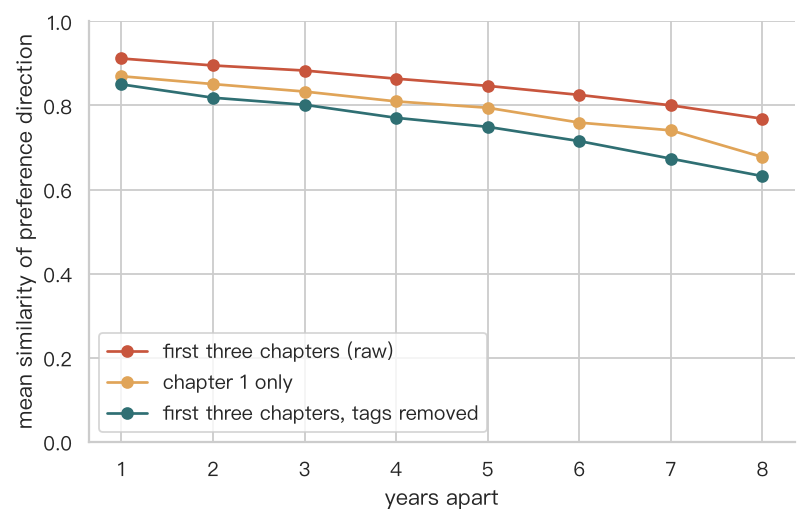 1.0
0.8
0.6
0.4
0.2
0.0
mean similarity of preference direction
first three chapters (raw)
chapter 1 only
first three chapters, tags removed
1 2 3 4 5 6 7 8
years apart